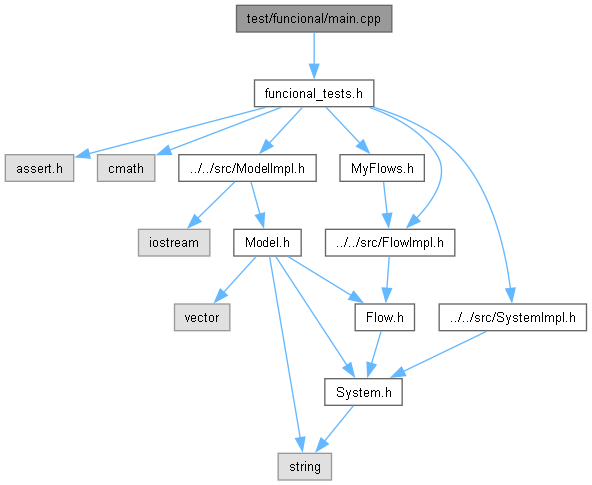 test/funcional/main.cpp
funcional_tests.h
assert.h
cmath
../../src/ModelImpl.h
MyFlows.h
iostream
Model.h
../../src/FlowImpl.h
vector
Flow.h
../../src/SystemImpl.h
System.h
string